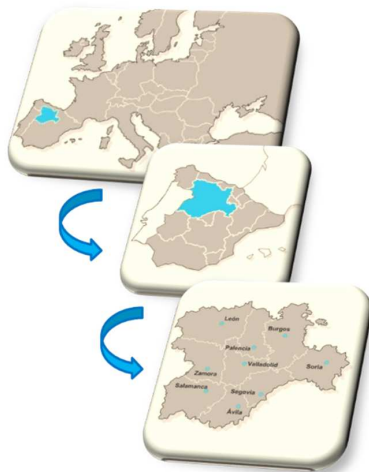 León
Burgos
Palencia
Valladolid
Soria
Zamora
Salamanca
Segovia
Ávila